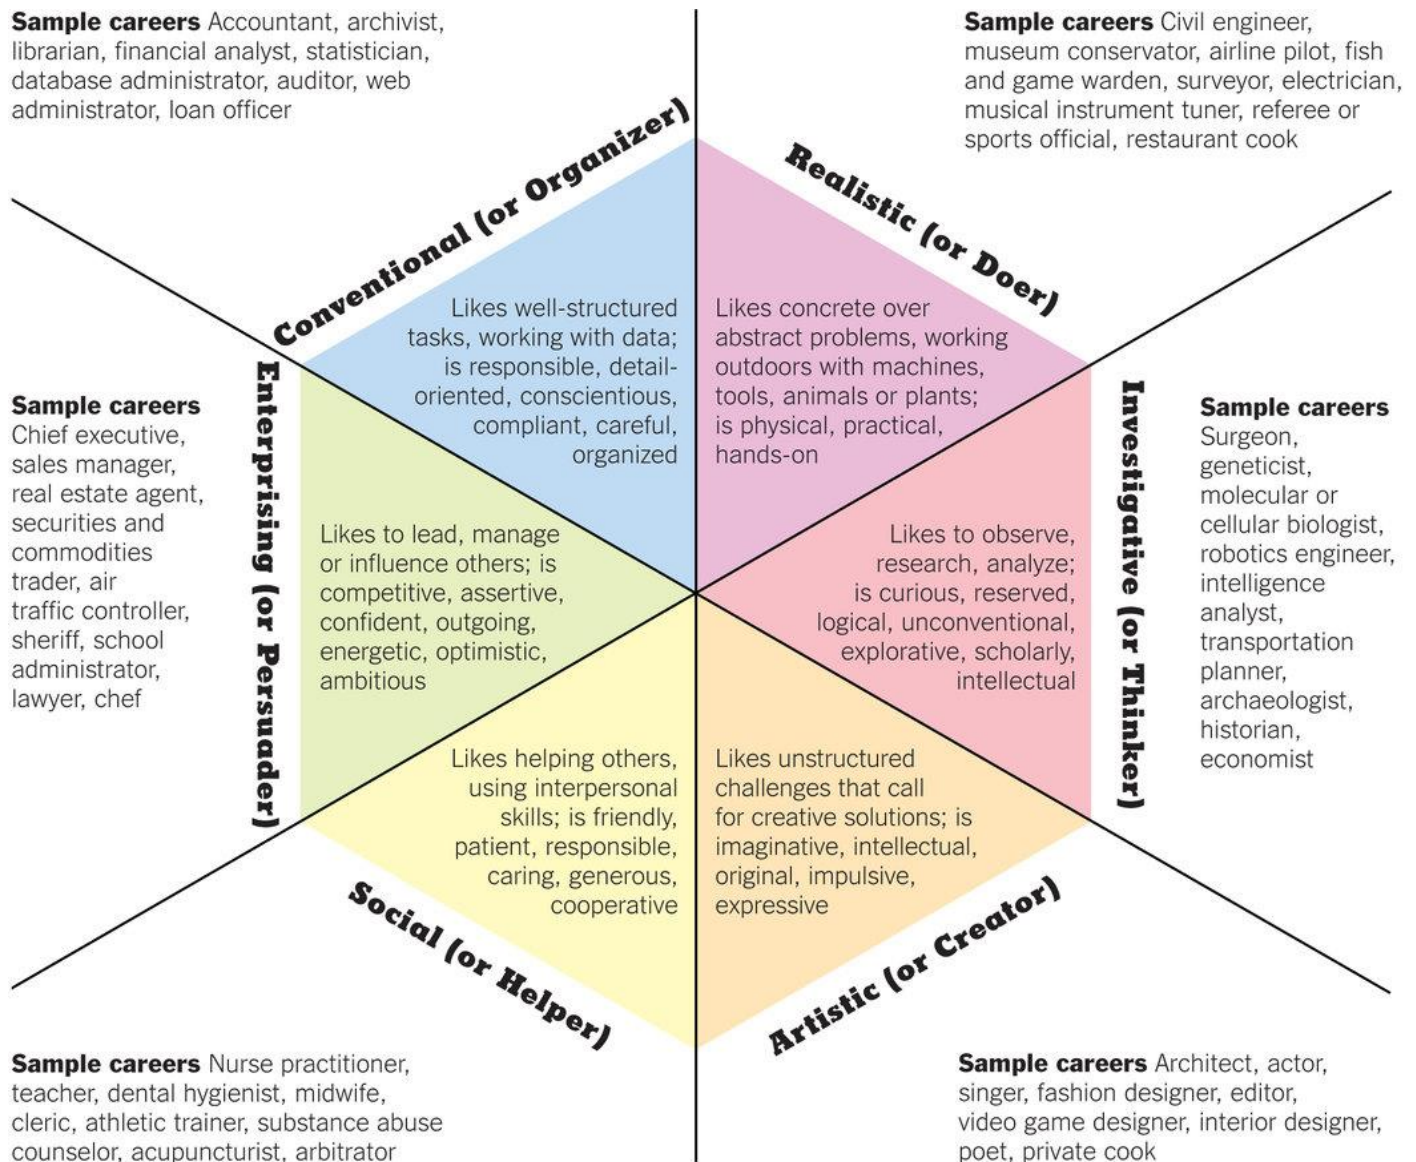 Sample careers Accountant, archivist,
librarian, financial analyst, statistician,
database administrator, auditor, web
administrator, loan officer
Sample careers Civil engineer,
museum conservator, airline pilot, fish
and game warden, surveyor, electrician,
musical instrument tuner, referee or
sports official, restaurant cook
Conventional (or Organizer)
Realistic (or Doer)
Likes well-structured
tasks, working with data;
is responsible, detail-
oriented, conscientious,
compliant, careful,
organized
Likes concrete over
abstract problems, working
outdoors with machines,
tools, animals or plants;
is physical, practical,
hands-on
Sample careers
Chief executive,
sales manager,
real estate agent,
securities and
commodities
trader, air
traffic controller,
sheriff, school
administrator,
lawyer, chef
Enterprising (or Persuader)
Likes to lead, manage
or influence others; is
competitive, assertive,
confident, outgoing,
energetic, optimistic,
ambitious
Likes to observe,
research, analyze;
is curious, reserved,
logical, unconventional,
explorative, scholarly,
intellectual
Investigative (or Thinker)
Sample careers
Surgeon,
geneticist,
molecular or
cellular biologist,
robotics engineer,
intelligence
analyst,
transportation
planner,
archaeologist,
historian,
economist
Likes helping others,
using interpersonal
skills; is friendly,
patient, responsible,
caring, generous,
cooperative
Likes unstructured
challenges that call
for creative solutions; is
imaginative, intellectual,
original, impulsive,
expressive
Social (or Helper)
Artistic (or Creator)
Sample careers Nurse practitioner,
teacher, dental hygienist, midwife,
cleric, athletic trainer, substance abuse
counselor, acupuncturist, arbitrator
Sample careers Architect, actor,
singer, fashion designer, editor,
video game designer, interior designer,
poet, private cook